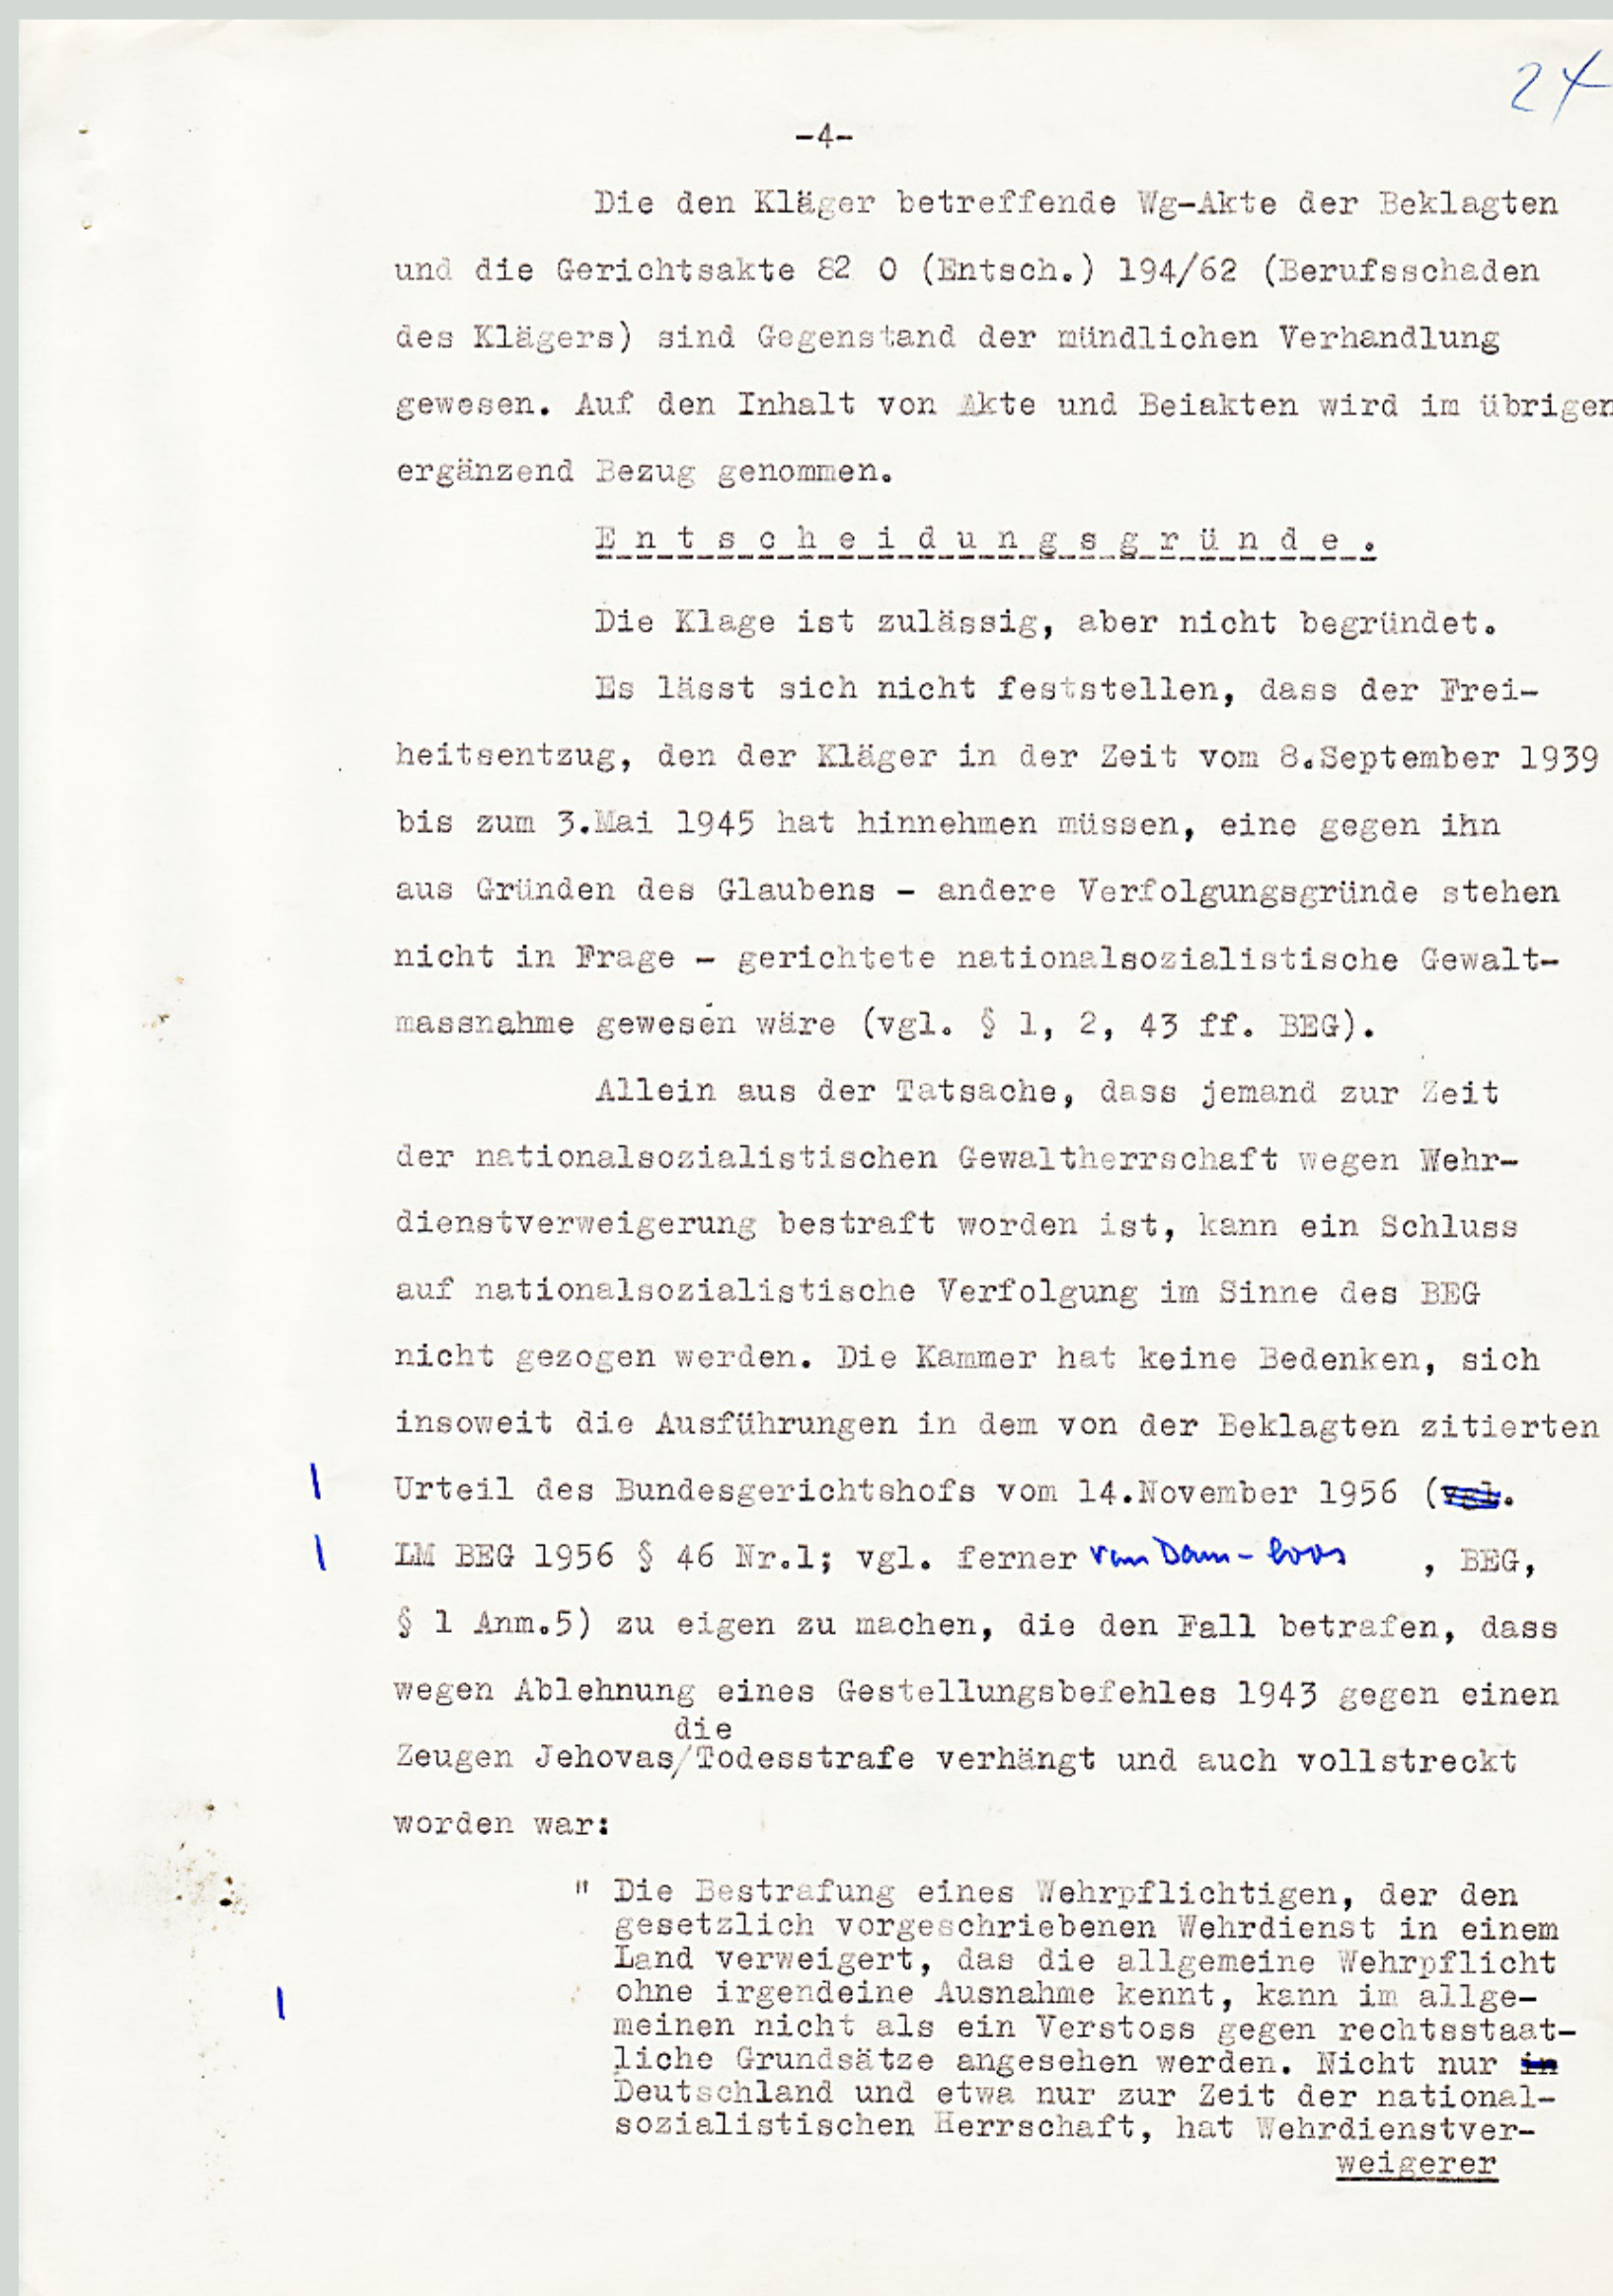 24
-4-
Die den Kläger betreffende Wg-Akte der Beklagten
und die Gerichtsakte 82 O (Entsch.) 194/62 (Berufsschaden
des Klägers) sind Gegenstand der mündlichen Verhandlung
gewesen. Auf den Inhalt von Akte und Beiakten wird im übrigen
ergänzend Bezug genommen.
E n t s c h e i d u n g s g r ü n d e .
Die Klage ist zulässig, aber nicht begründet.
Es lässt sich nicht feststellen, dass der Frei-
heitsentzug, den der Kläger in der Zeit vom 8.September 1939
bis zum 3.Mai 1945 hat hinnehmen müssen, eine gegen ihn
aus Gründen des Glaubens - andere Verfolgungsgründe stehen
nicht in Frage - gerichtete nationalsozialistische Gewalt-
massnahme gewesen wäre (vgl. § 1, 2, 43 ff. BEG).
Allein aus der Tatsache, dass jemand zur Zeit
der nationalsozialistischen Gewaltherrschaft wegen Wehr-
dienstverweigerung bestraft worden ist, kann ein Schluss
auf nationalsozialistische Verfolgung im Sinne des BEG
nicht gezogen werden. Die Kammer hat keine Bedenken, sich
insoweit die Ausführungen in dem von der Beklagten zitierten
Urteil des Bundesgerichtshofs vom 14.November 1956 (vgl.
LM BEG 1956 § 46 Nr.1; vgl. ferner van Dam-Loos , BEG,
§ 1 Anm.5) zu eigen zu machen, die den Fall betrafen, dass
wegen Ablehnung eines Gestellungsbefehles 1943 gegen einen
die
Zeugen Jehovas/Todesstrafe verhängt und auch vollstreckt
worden war:
" Die Bestrafung eines Wehrpflichtigen, der den
gesetzlich vorgeschriebenen Wehrdienst in einem
Land verweigert, das die allgemeine Wehrpflicht
ohne irgendeine Ausnahme kennt, kann im allge-
meinen nicht als ein Verstoss gegen rechtsstaat-
liche Grundsätze angesehen werden. Nicht nur in
Deutschland und etwa nur zur Zeit der national-
sozialistischen Herrschaft, hat Wehrdienstver-
weigerer